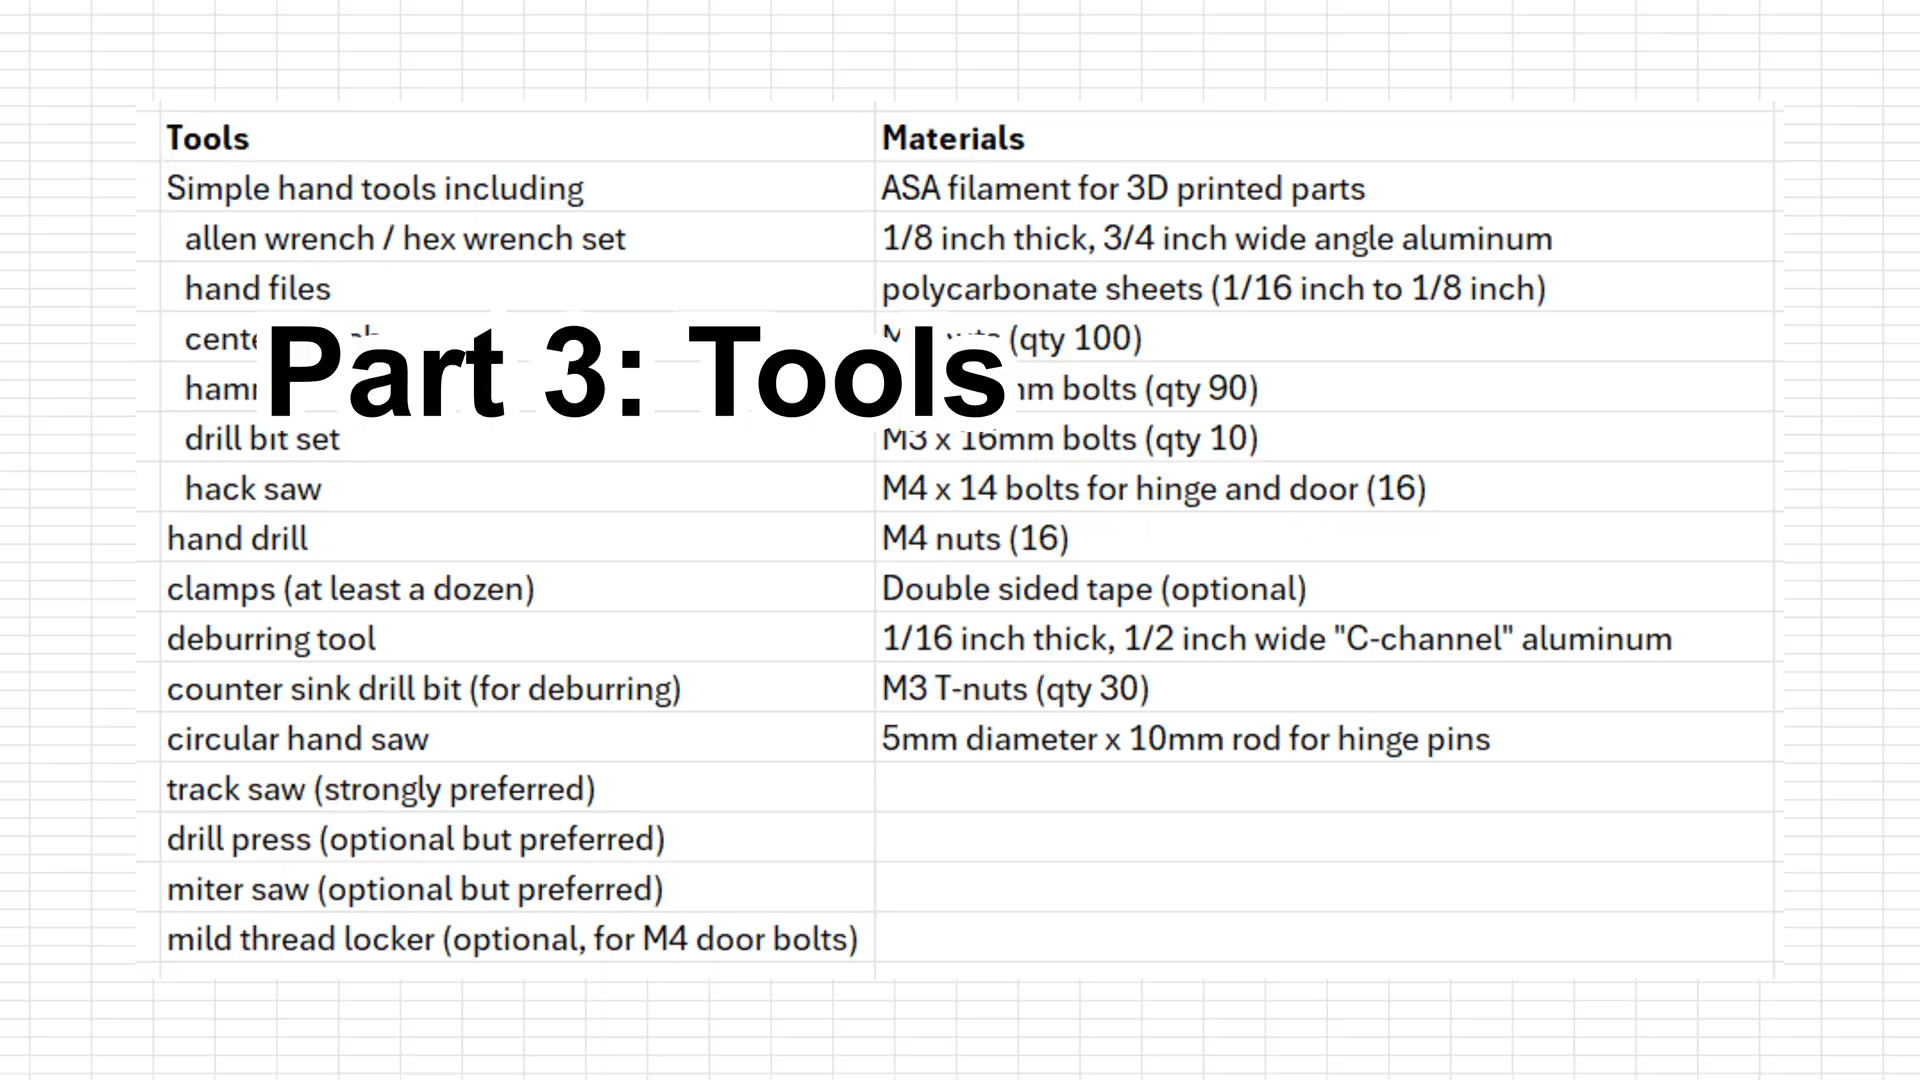 Tools
Simple hand tools including
allen wrench / hex wrench set
hand files
drill bit set
hack saw
hand drill
clamps (at least a dozen)
deburring tool
counter sink drill bit (for deburring)
circular hand saw
track saw (strongly preferred)
drill press (optional but preferred)
miter saw (optional but preferred)
mild thread locker (optional, for M4 door bolts)
Materials
ASA filament for 3D printed parts
1/8 inch thick, 3/4 inch wide angle aluminum
polycarbonate sheets (1/16 inch to 1/8 inch)
(qty 100)
bolts (qty 90)
M3 x 16mm bolts (qty 10)
M4 x 14 bolts for hinge and door (16)
M4 nuts (16)
Double sided tape (optional)
1/16 inch thick, 1/2 inch wide "C-channel" aluminum
M3 T-nuts (qty 30)
5mm diameter x 10mm rod for hinge pins
Part 3: Tools